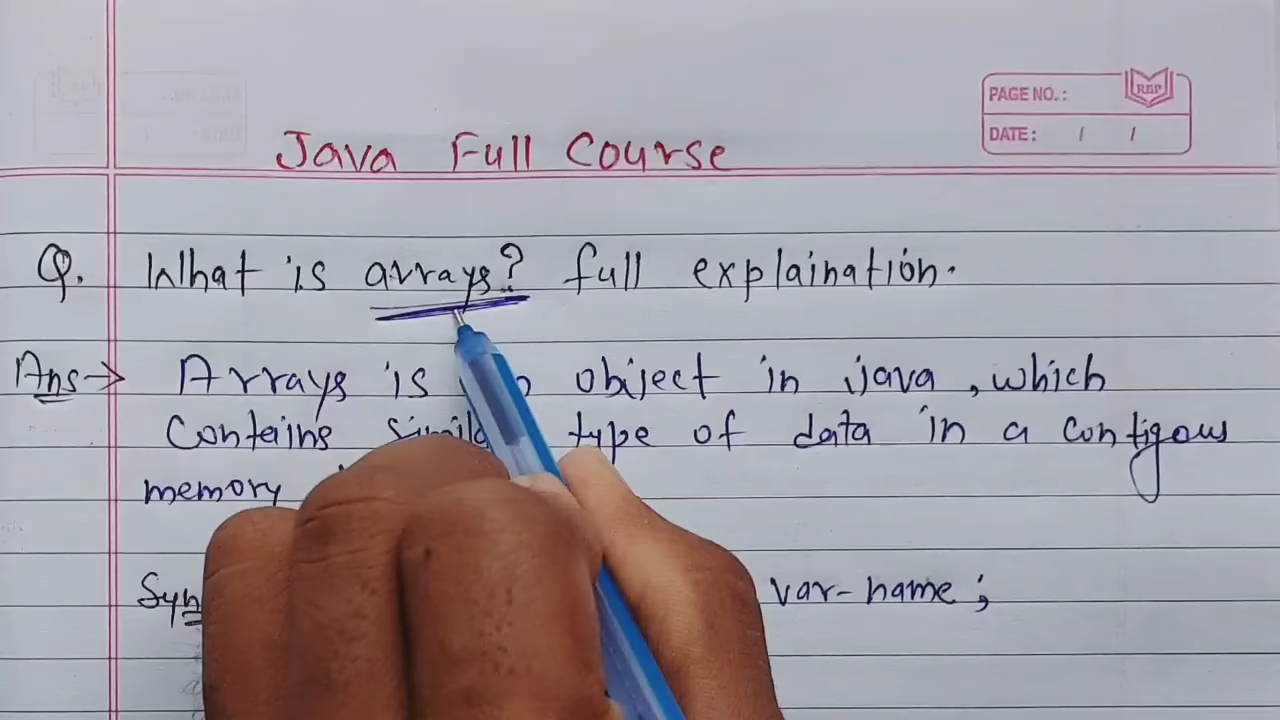 PAGE NO.:
RBP
DATE: / /
Java Full Course
Q. What is arrays? full explaination.
Ans→ Arrays is object in java, which
Contains type of data in a contigous
memory
var-name;